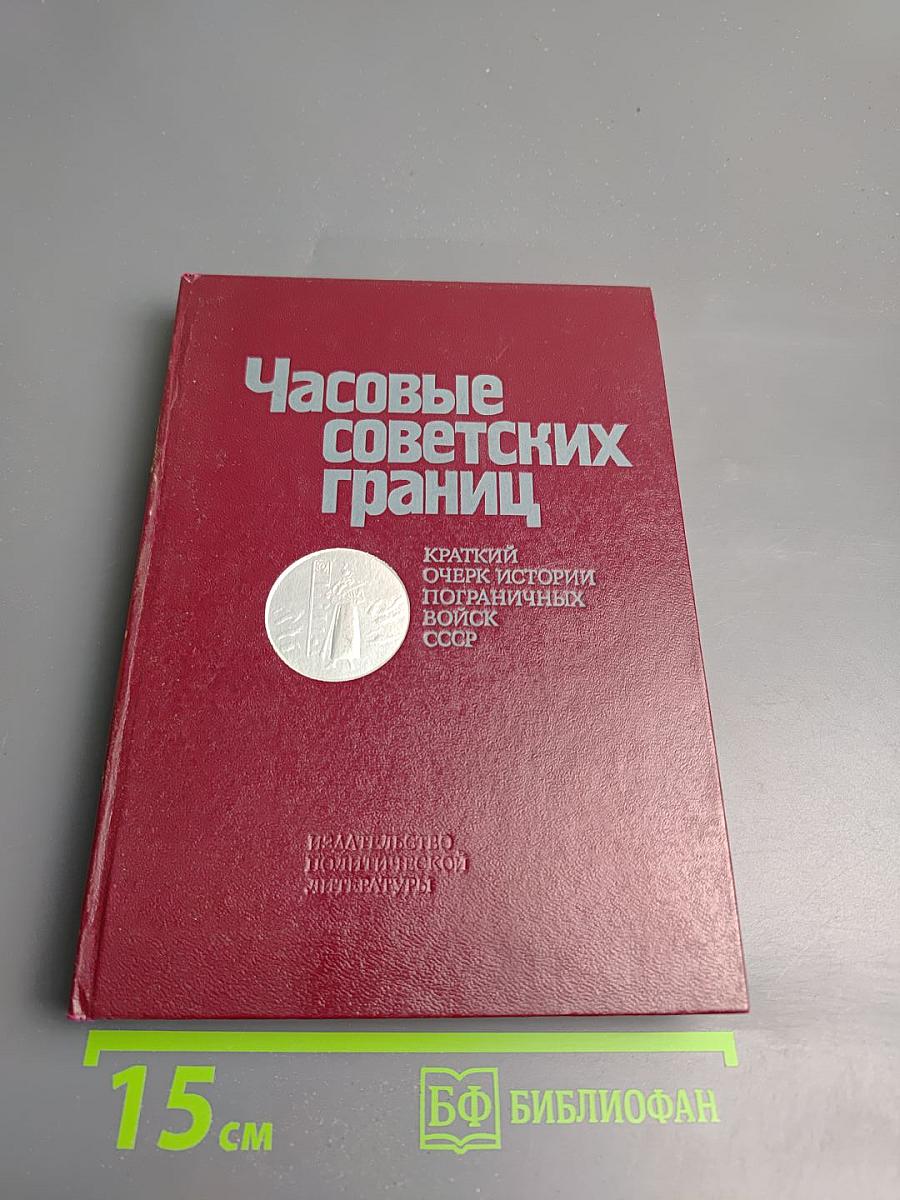 Часовые
советских
границ
КРАТКИЙ
ОЧЕРК ИСТОРИИ
ПОГРАНИЧНЫХ
ВОЙСК
СССР
ИЗДАТЕЛЬСТВО
ПОЛИТИЧЕСКОЙ
ЛИТЕРАТУРЫ
15 см
БФ БИБЛИОФАН